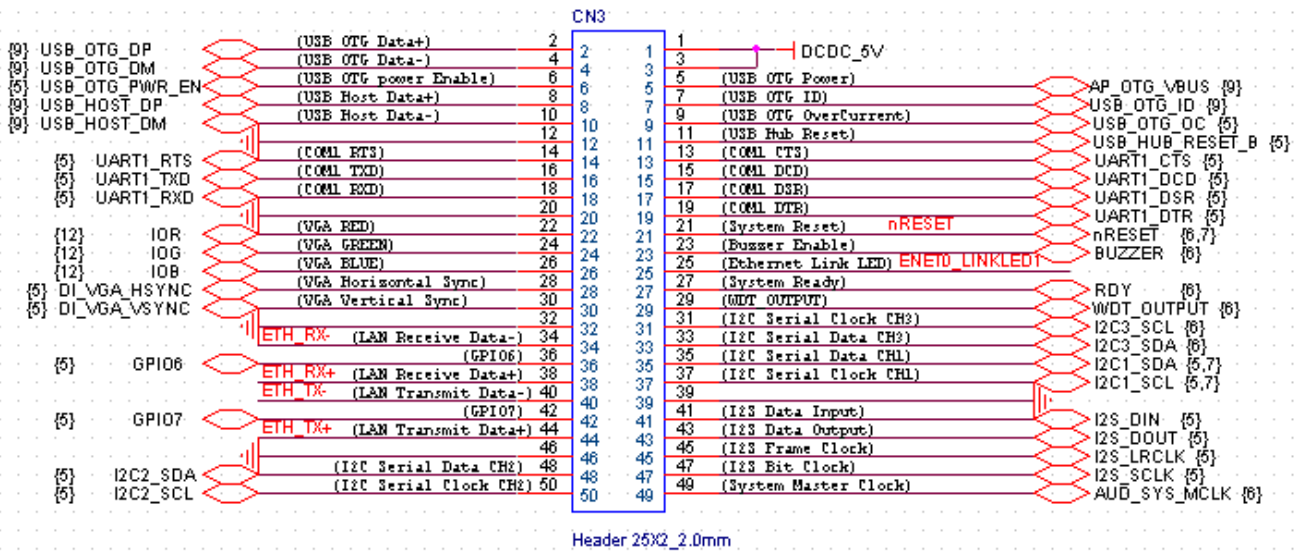 CN3
{9} USB_OTG_DP (USB OTG Data+) 2 2 1 1 DCDC_5V
{9} USB_OTG_DM (USB OTG Data-) 4 4 3 3
{5} USB_OTG_PWR_EN (USB OTG power Enable) 6 6 5 5 (USB OTG Power) AP_OTG_VBUS {9}
{9} USB_HOST_DP (USB Host Data+) 8 8 7 7 (USB OTG ID) USB_OTG_ID {9}
{9} USB_HOST_DM (USB Host Data-) 10 10 9 9 (USB OTG OverCurrent) USB_OTG_OC {5}
12 12 11 11 (USB Hub Reset) USB_HUB_RESET_B {5}
{5} UART1_RTS (COM1 RTS) 14 14 13 13 (COM1 CTS) UART1_CTS {5}
{5} UART1_TXD (COM1 TXD) 16 16 15 15 (COM1 DCD) UART1_DCD {5}
{5} UART1_RXD (COM1 RXD) 18 18 17 17 (COM1 DSR) UART1_DSR {5}
20 20 19 19 (COM1 DTR) UART1_DTR {5}
{12} IOR (VGA RED) 22 22 21 21 (System Reset) nRESET nRESET {6,7}
{12} IOG (VGA GREEN) 24 24 23 23 (Buzzer Enable) BUZZER {6}
{12} IOB (VGA BLUE) 26 26 25 25 (Ethernet Link LED) ENET0_LINKLED1
{5} DI_VGA_HSYNC (VGA Horizontal Sync) 28 28 27 27 (System Ready) RDY {6}
{5} DI_VGA_VSYNC (VGA Vertical Sync) 30 30 29 29 (WDT OUTPUT) WDT_OUTPUT {6}
32 32 31 31 (I2C Serial Clock CH3) I2C3_SCL {6}
ETH_RX- (LAN Receive Data-) 34 34 33 33 (I2C Serial Data CH3) I2C3_SDA {6}
{5} GPIO6 (GPIO6) 36 36 35 35 (I2C Serial Data CH1) I2C1_SDA {5,7}
ETH_RX+ (LAN Receive Data+) 38 38 37 37 (I2C Serial Clock CH1) I2C1_SCL {5,7}
ETH_TX- (LAN Transmit Data-) 40 40 39 39
{5} GPIO7 (GPIO7) 42 42 41 41 (I2S Data Input) I2S_DIN {5}
ETH_TX+ (LAN Transmit Data+) 44 44 43 43 (I2S Data Output) I2S_DOUT {5}
46 46 45 45 (I2S Frame Clock) I2S_LRCLK {5}
{5} I2C2_SDA (I2C Serial Data CH2) 48 48 47 47 (I2S Bit Clock) I2S_SCLK {5}
{5} I2C2_SCL (I2C Serial Clock CH2) 50 50 49 49 (System Master Clock) AUD_SYS_MCLK {6}
Header 25X2_2.0mm